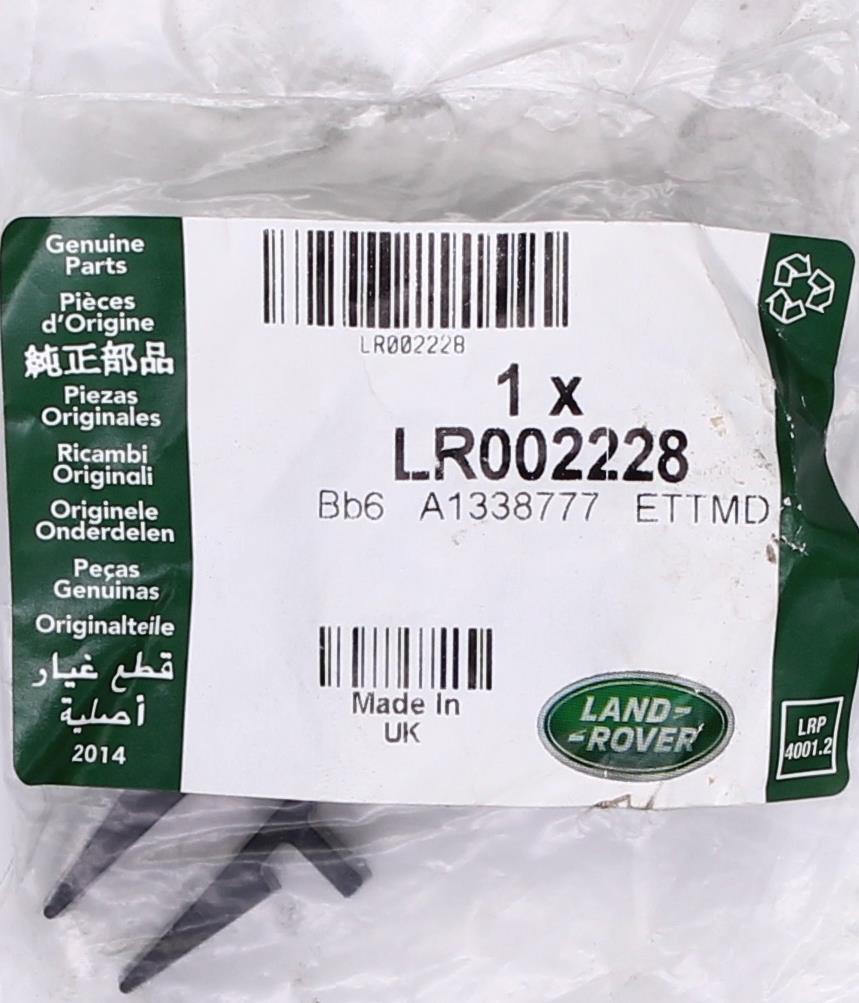 Genuine
Parts
Pièces
d'Origine
純正部品
Piezas
Originales
Ricambi
Originali
Originele
Onderdelen
Peças
Genuinas
Originalteile
قطع غيار
أصلية
2014
LR002228
1 x
LR002228
Bb6 A1338777 ETTMD
Made In
UK
LAND-
-ROVER
LRP
4001.2